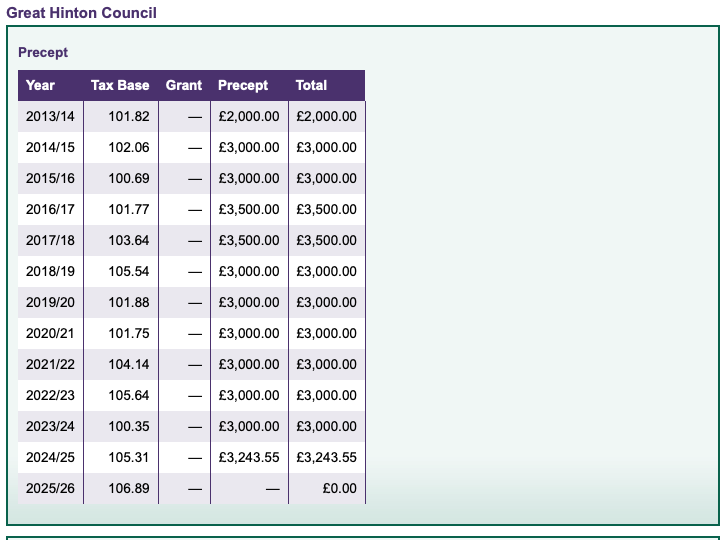 Great Hinton Council
Precept
Year Tax Base Grant Precept Total
2013/14 101.82 — £2,000.00 £2,000.00
2014/15 102.06 — £3,000.00 £3,000.00
2015/16 100.69 — £3,000.00 £3,000.00
2016/17 101.77 — £3,500.00 £3,500.00
2017/18 103.64 — £3,500.00 £3,500.00
2018/19 105.54 — £3,000.00 £3,000.00
2019/20 101.88 — £3,000.00 £3,000.00
2020/21 101.75 — £3,000.00 £3,000.00
2021/22 104.14 — £3,000.00 £3,000.00
2022/23 105.64 — £3,000.00 £3,000.00
2023/24 100.35 — £3,000.00 £3,000.00
2024/25 105.31 — £3,243.55 £3,243.55
2025/26 106.89 — — £0.00